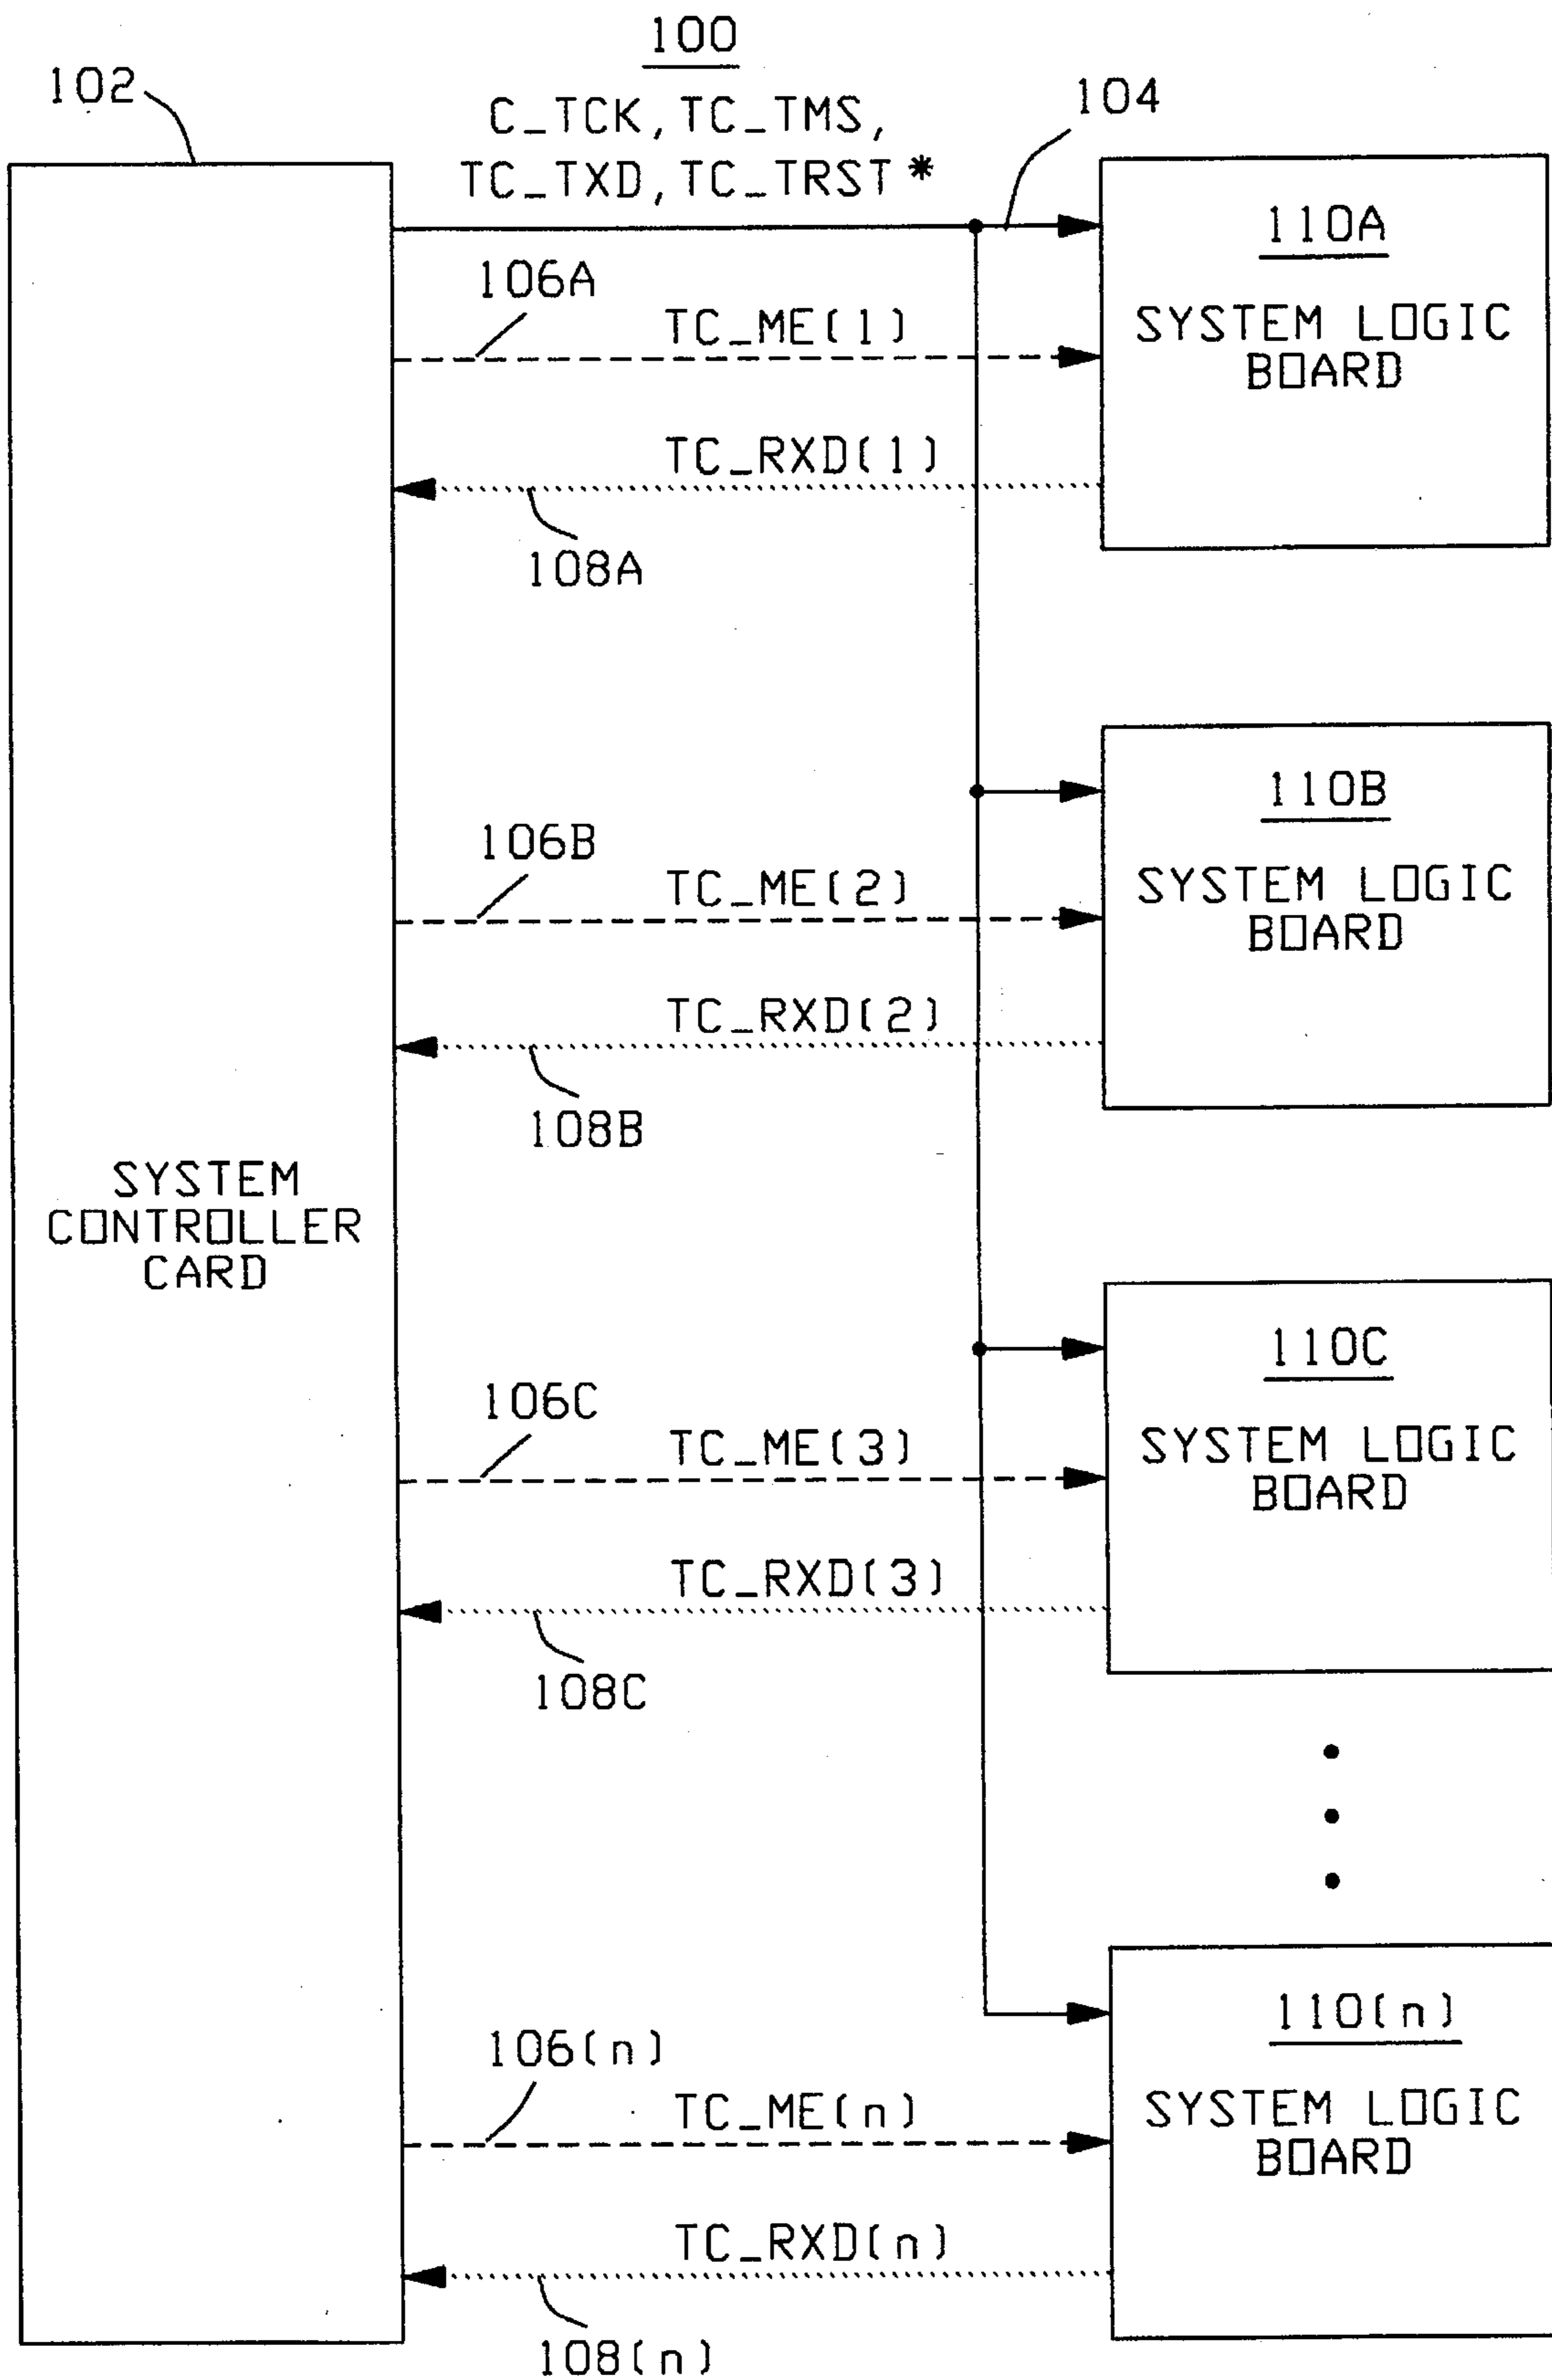 100
102
C_TCK, TC_TMS,
TC_TXD, TC_TRST*
104
110A
SYSTEM LOGIC
BOARD
106A
TC_ME(1)
TC_RXD(1)
108A
110B
SYSTEM LOGIC
BOARD
106B
TC_ME(2)
TC_RXD(2)
108B
SYSTEM
CONTROLLER
CARD
110C
SYSTEM LOGIC
BOARD
106C
TC_ME(3)
TC_RXD(3)
108C
110(n)
SYSTEM LOGIC
BOARD
106(n)
TC_ME(n)
TC_RXD(n)
108(n)